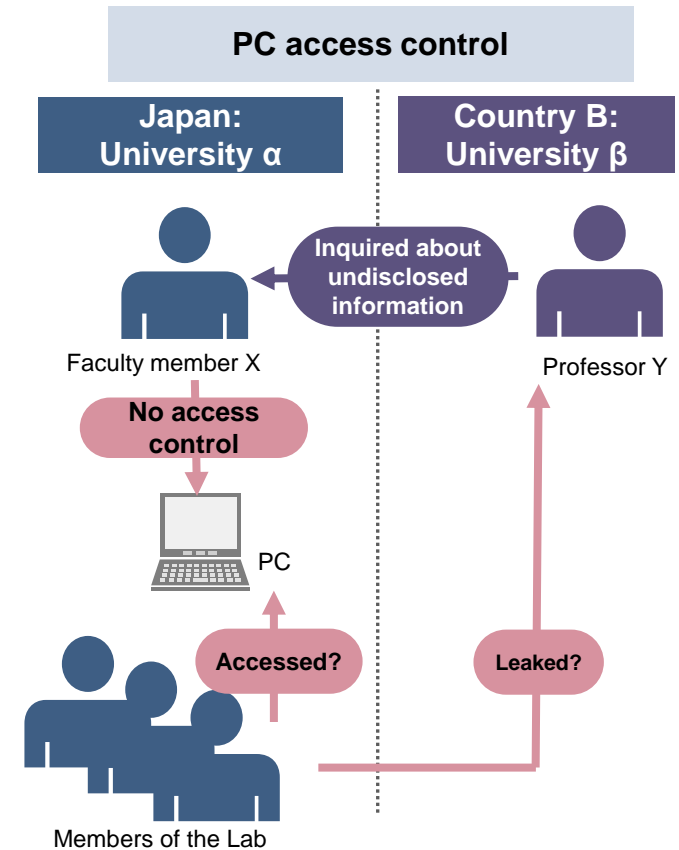 PC access control
Japan:
University α
Country B:
University β
Inquired about
undisclosed
information
Faculty member X
Professor Y
No access
control
PC
Accessed?
Leaked?
Members of the Lab